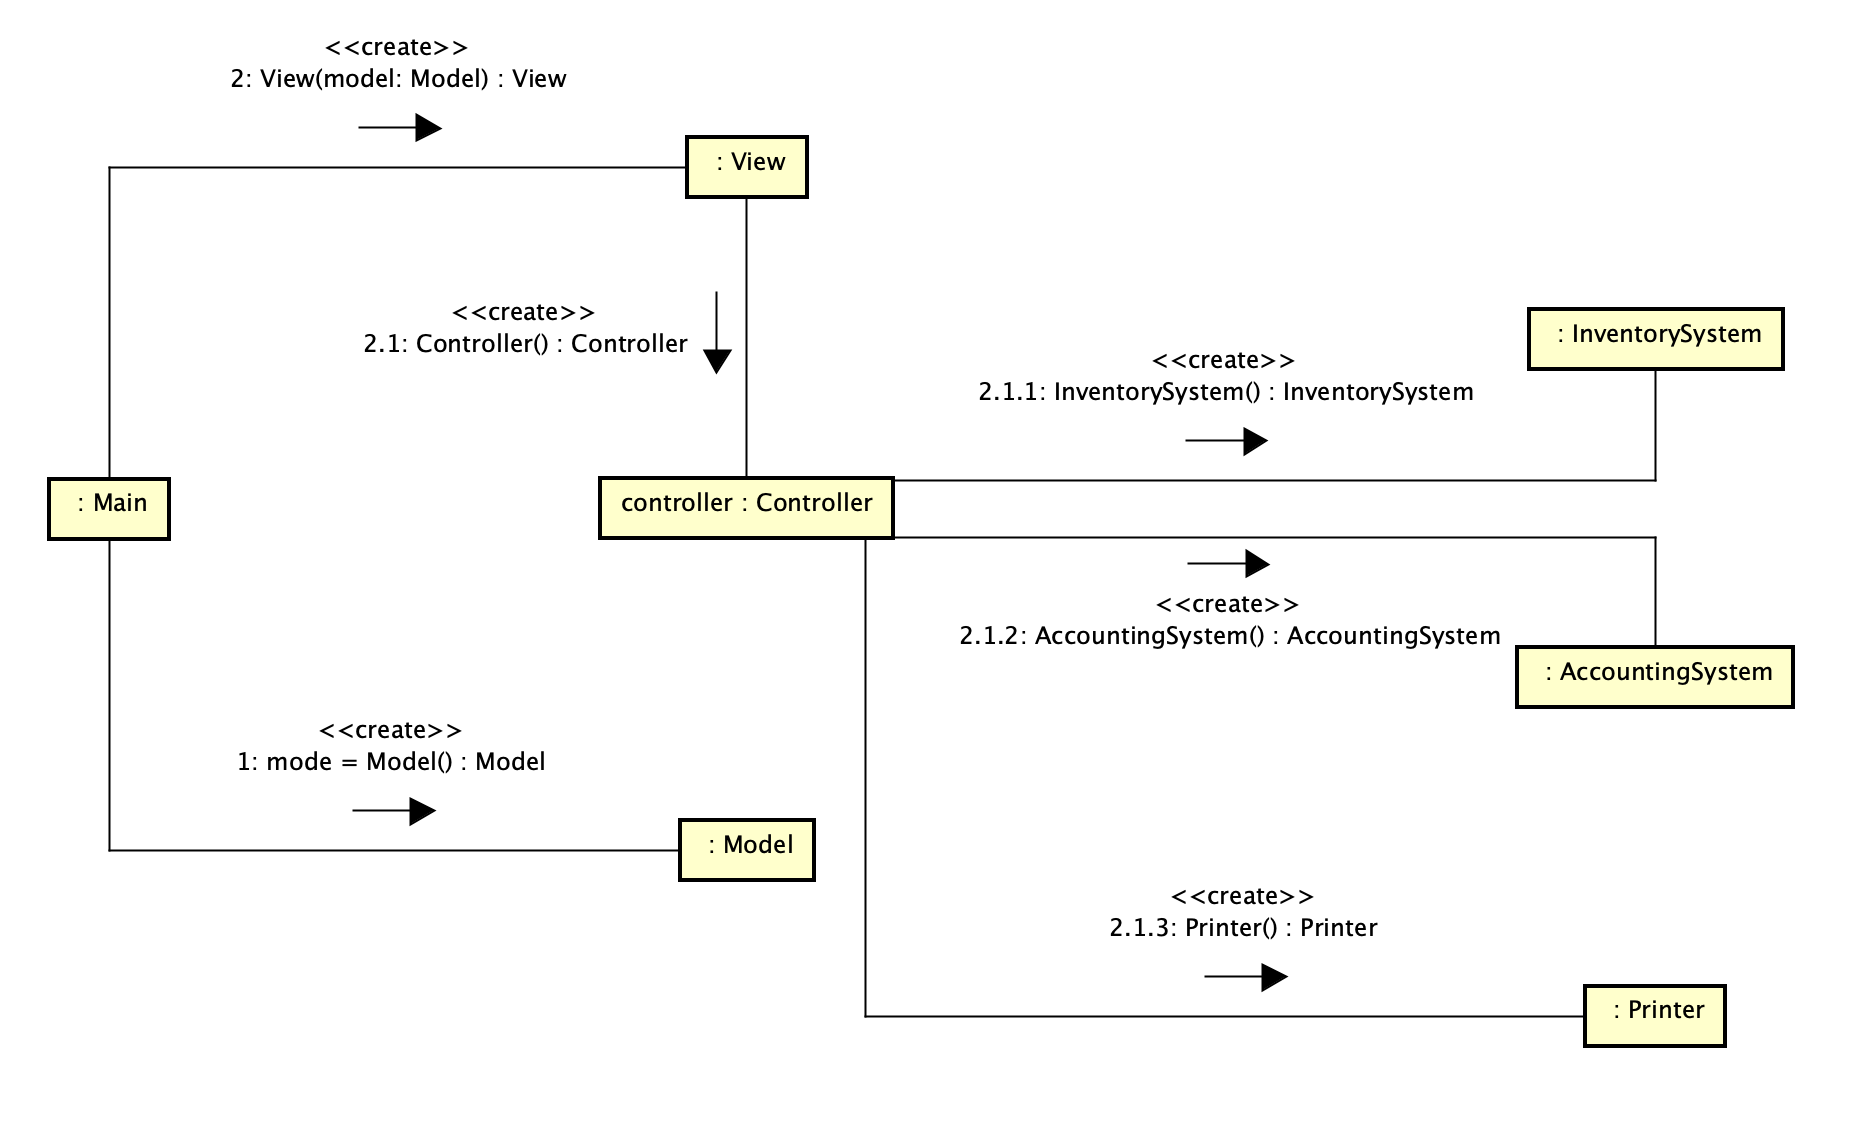 <<create>>
2: View(model: Model) : View
: View
<<create>>
2.1: Controller() : Controller
: InventorySystem
<<create>>
2.1.1: InventorySystem() : InventorySystem
: Main
controller : Controller
<<create>>
2.1.2: AccountingSystem() : AccountingSystem
: AccountingSystem
<<create>>
1: mode = Model() : Model
: Model
<<create>>
2.1.3: Printer() : Printer
: Printer